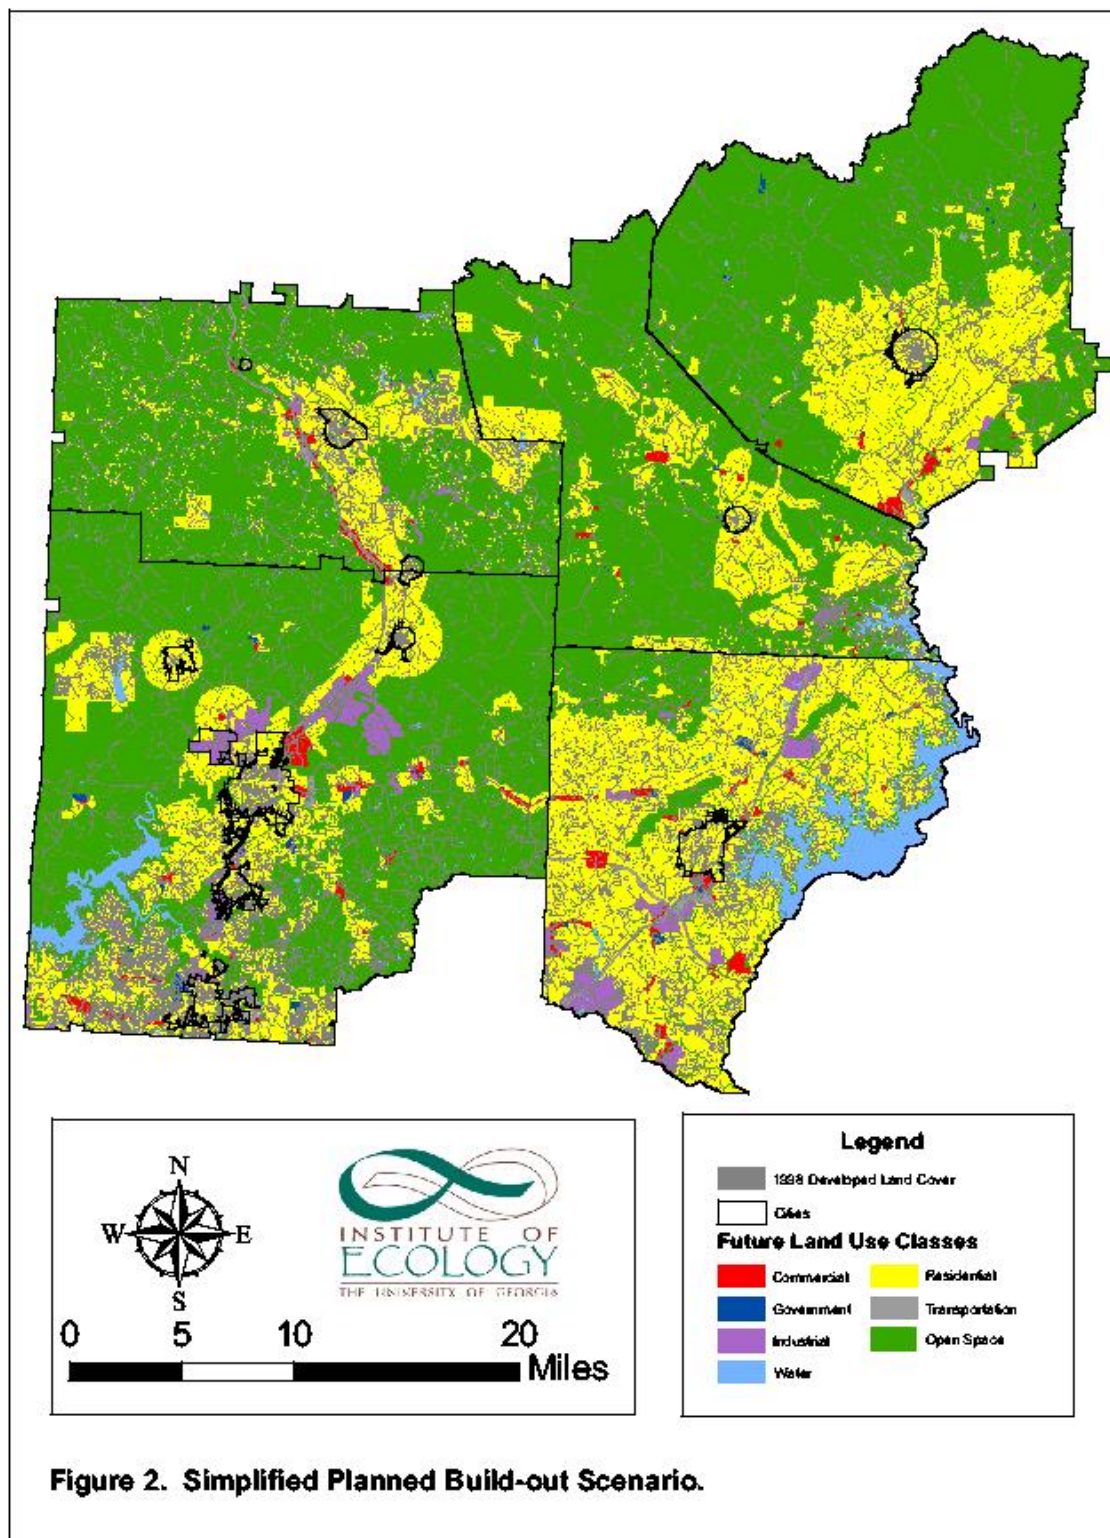 N
W E
S
INSTITUTE OF
ECOLOGY
THE UNIVERSITY OF GEORGIA
0 5 10 20
Miles
Legend
1998 Developed Land Cover
Cities
Future Land Use Classes
Commercial Residential
Government Transportation
Industrial Open Space
Water
Figure 2. Simplified Planned Build-out Scenario.